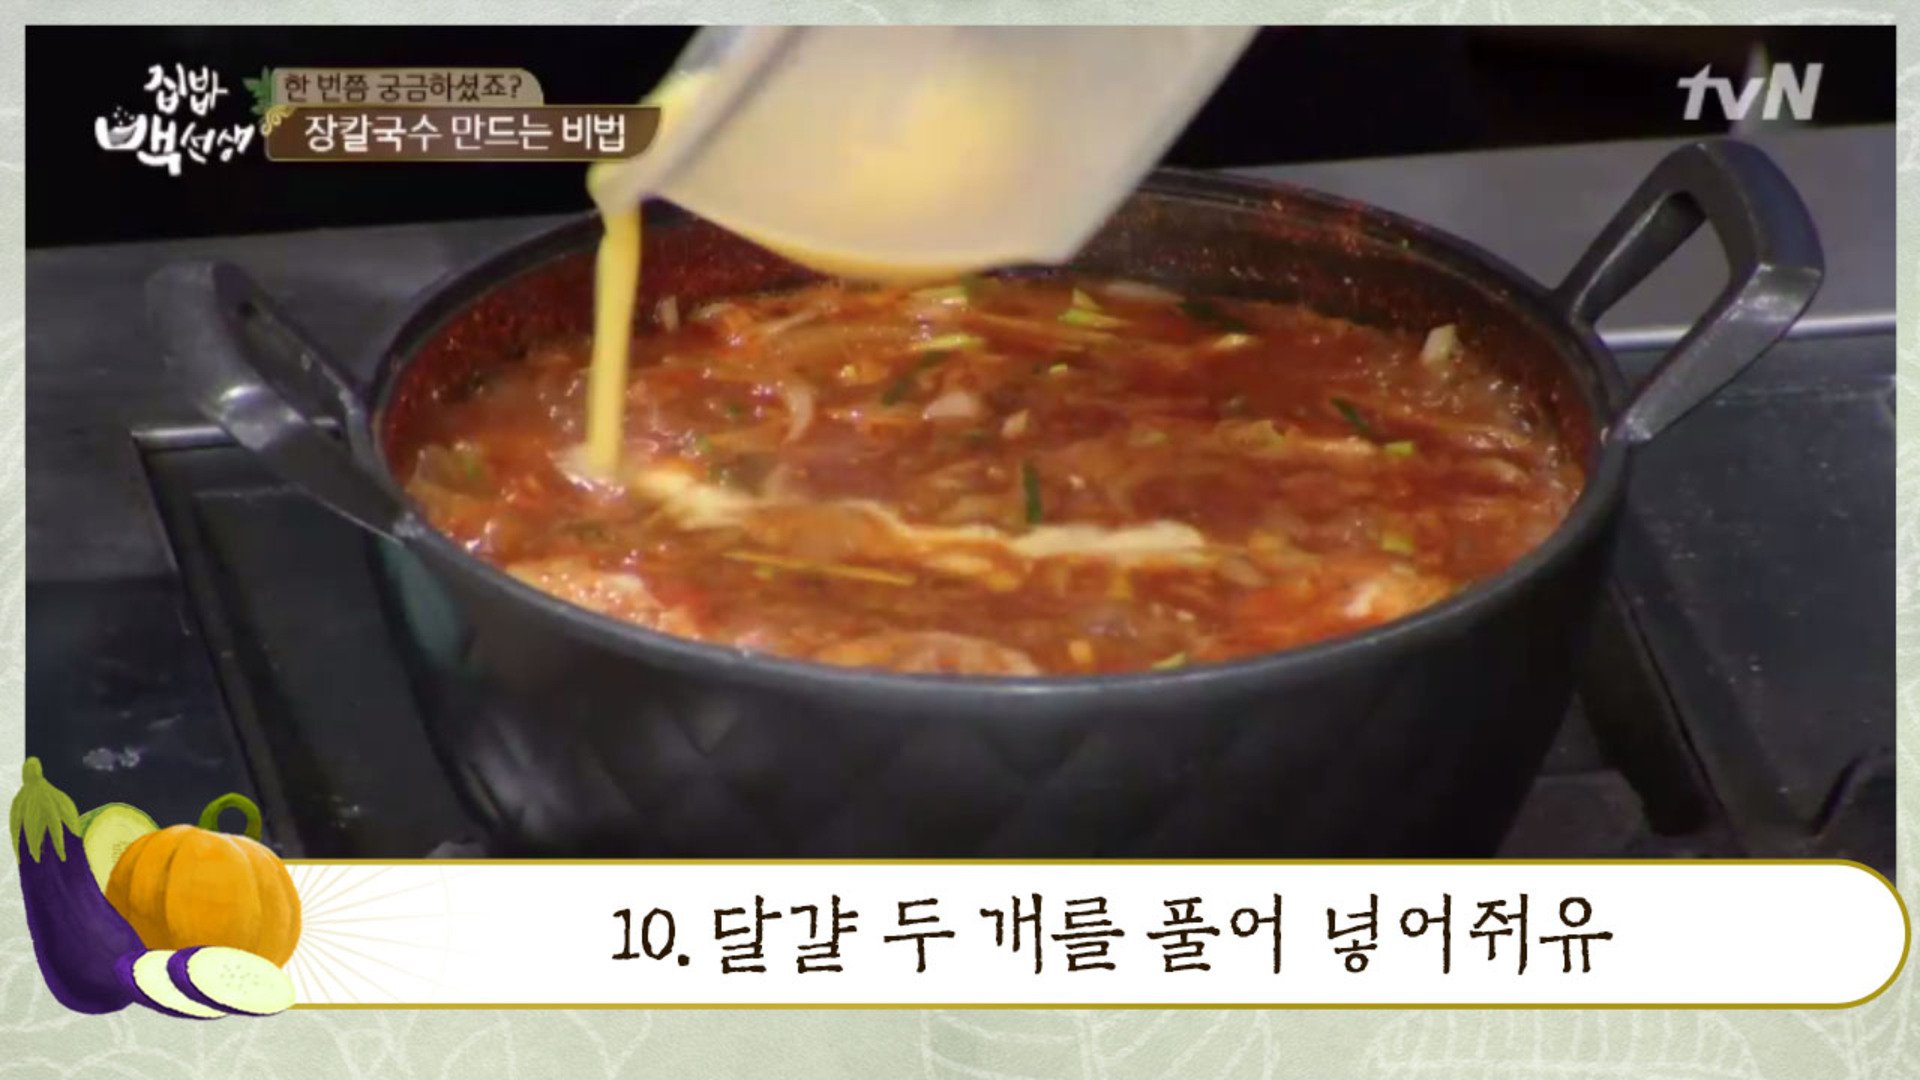 집밥
백선생
한 번쯤 궁금하셨죠?
장칼국수 만드는 비법
tvN
10. 달걀 두 개를 풀어 넣어줘유